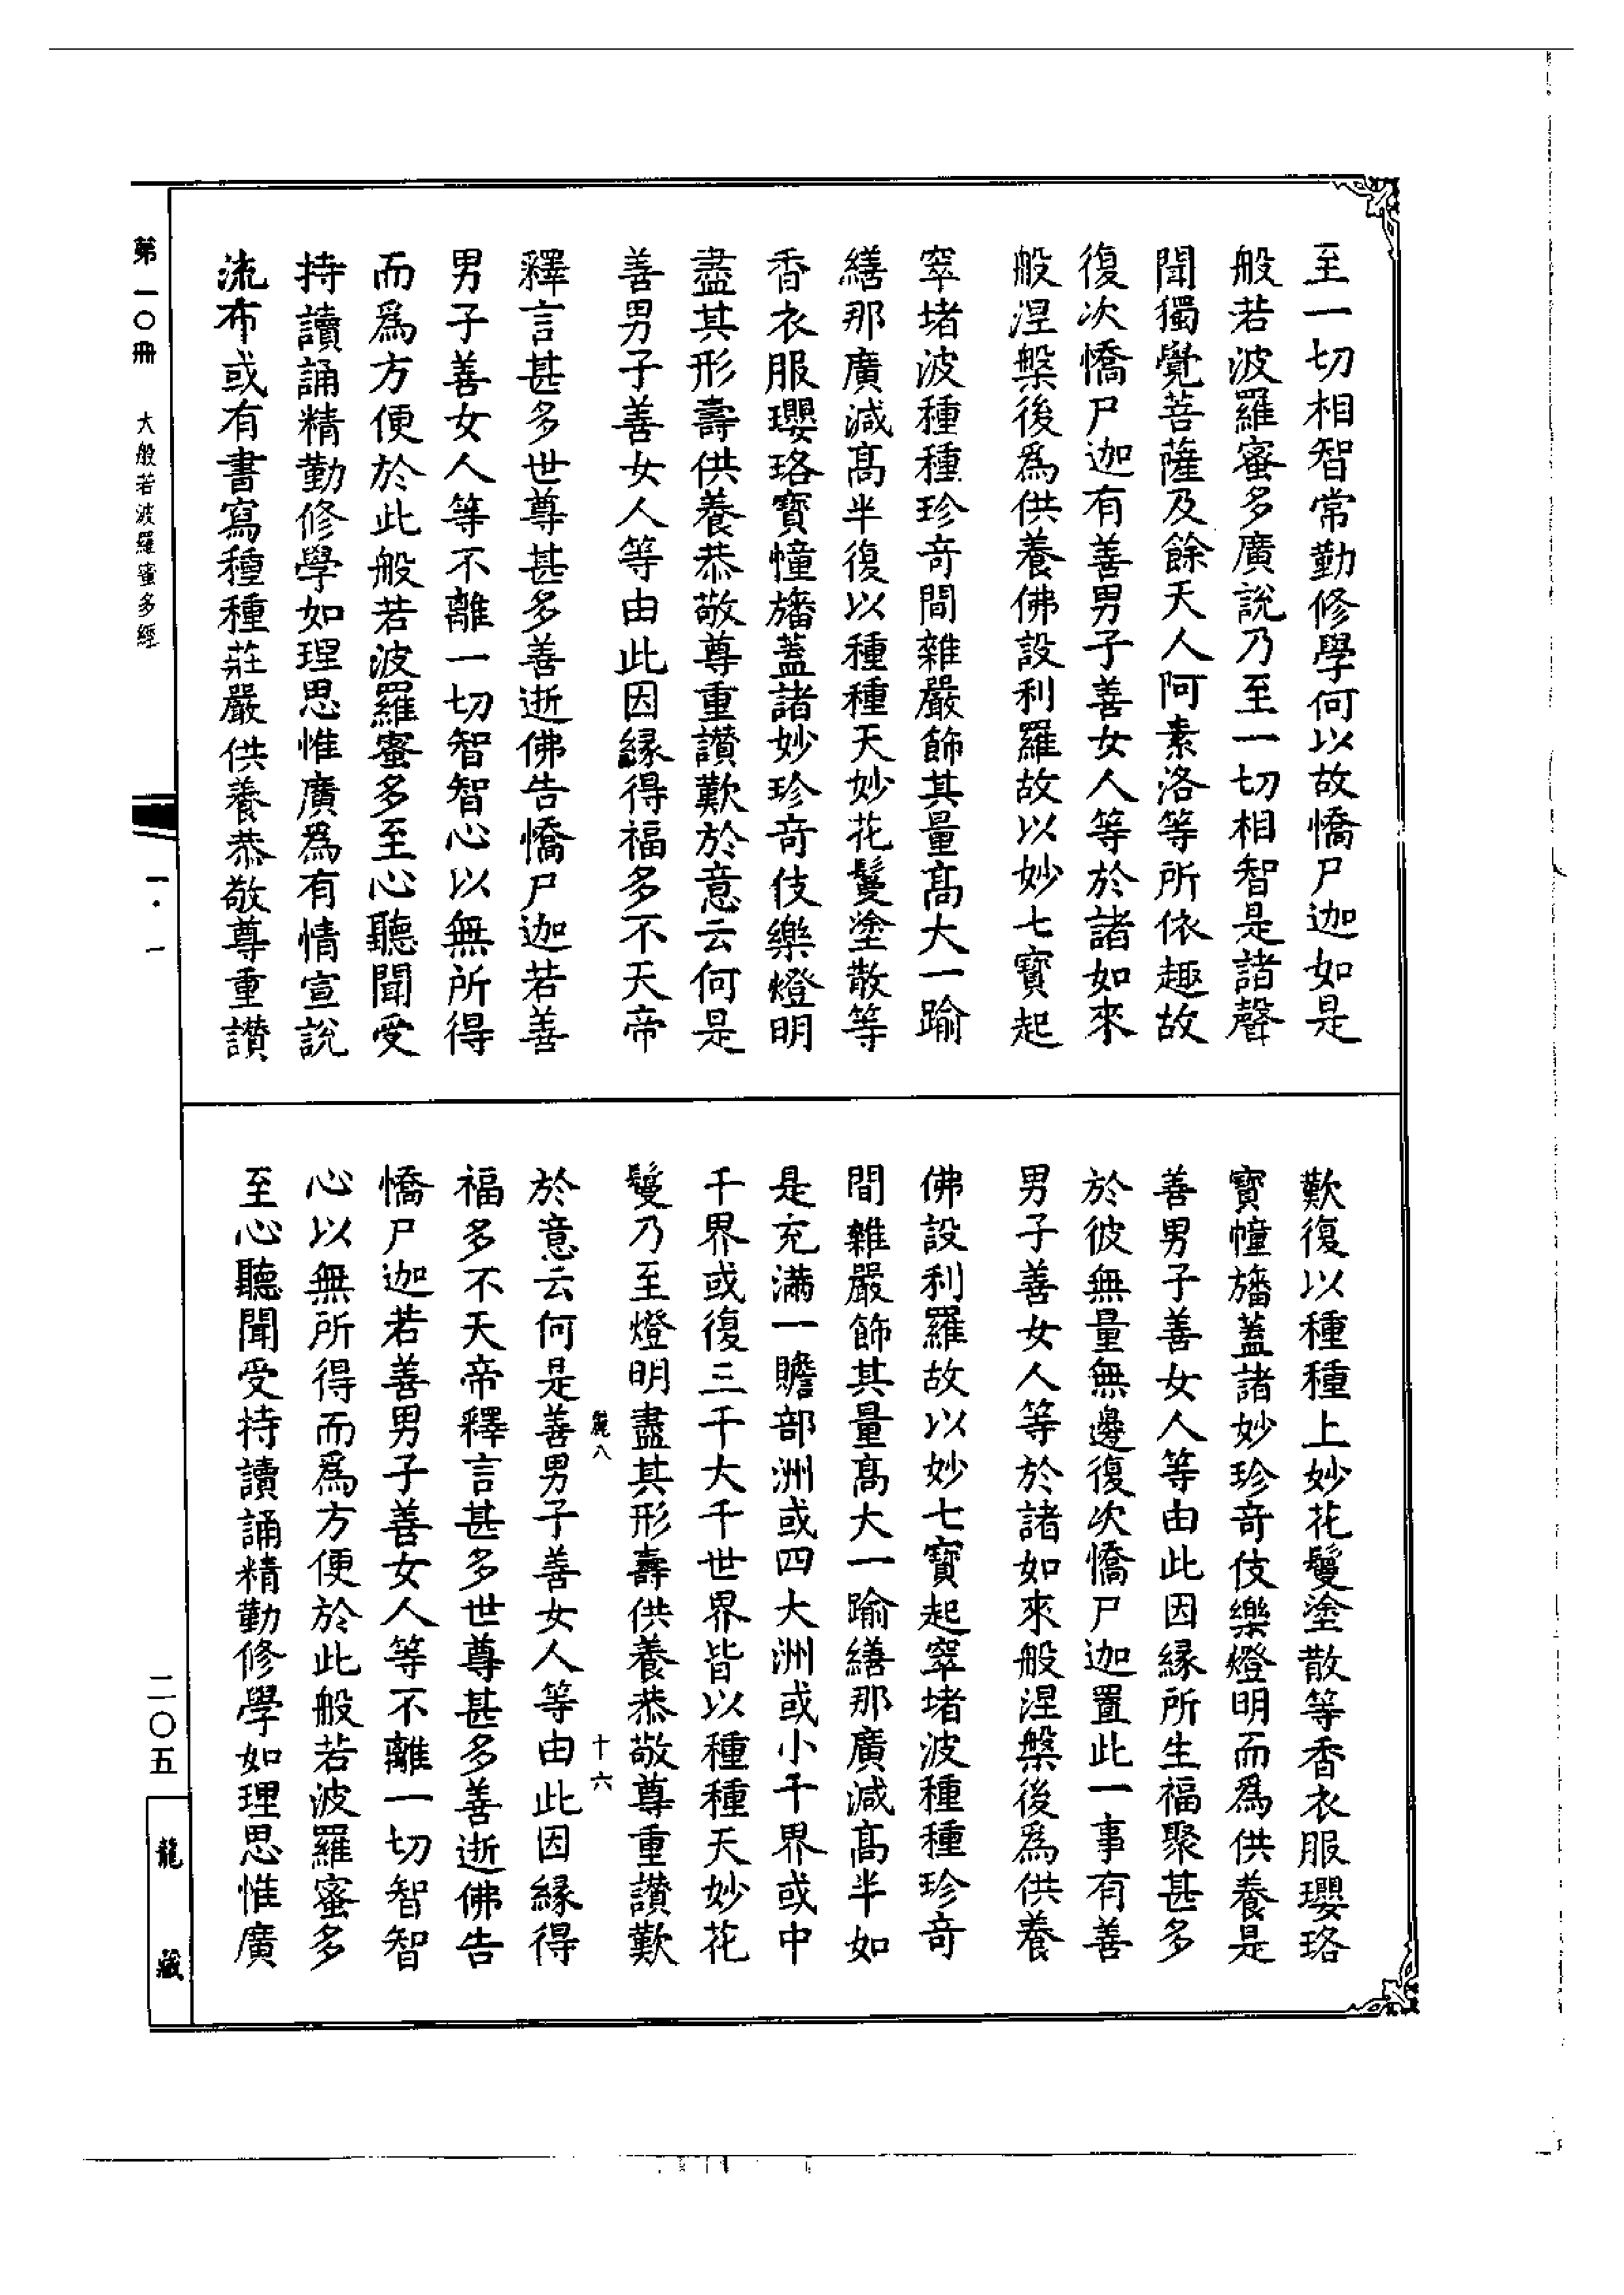 至一切相智常勤修學何以故憍尸迦如是
般若波羅蜜多廣說乃至一切相智是諸聲
聞獨覺菩薩及餘天人阿素洛等所依趣故
復次憍尸迦有善男子善女人等於諸如來
般涅槃後爲供養佛設利羅故以妙七寶起
窣堵波種種珍奇間雜嚴飾其量髙大一踰
繕那廣減髙半復以種種天妙花鬘塗散等
香衣服瓔珞寶幢旛蓋諸妙珍奇伎樂燈明
盡其形壽供養恭敬尊重讃歎於意云何是
善男子善女人等由此因緣得福多不天帝
釋言甚多世尊甚多善逝佛告憍尸迦若善
男子善女人等不離一切智智心以無所得
而爲方便於此般若波羅蜜多至心聽聞受
持讀誦精勤修學如理思惟廣爲有情宣說
流布或有書寫種種莊嚴供養恭敬尊重讃
歎復以種種上妙花鬘塗散等香衣服瓔珞
寶幢旛蓋諸妙珍奇伎樂燈明而爲供養是
善男子善女人等由此因緣所生福聚甚多
於彼無量無邊復次憍尸迦置此一事有善
男子善女人等於諸如來般涅槃後爲供養
佛設利羅故以妙七寶起窣堵波種種珍奇
間雜嚴飾其量髙大一踰繕那廣減髙半如
是充滿一贍部洲或四大洲或小千界或中
千界或復三千大千世界皆以種種天妙花
鬘乃至燈明盡其形壽供養恭敬尊重讃歎
麗八 十六
於意云何是善男子善女人等由此因緣得
福多不天帝釋言甚多世尊甚多善逝佛告
憍尸迦若善男子善女人等不離一切智智
心以無所得而爲方便於此般若波羅蜜多
至心聽聞受持讀誦精勤修學如理思惟廣
第一〇冊 大般若波羅蜜多經 一·一 二〇五 龍藏